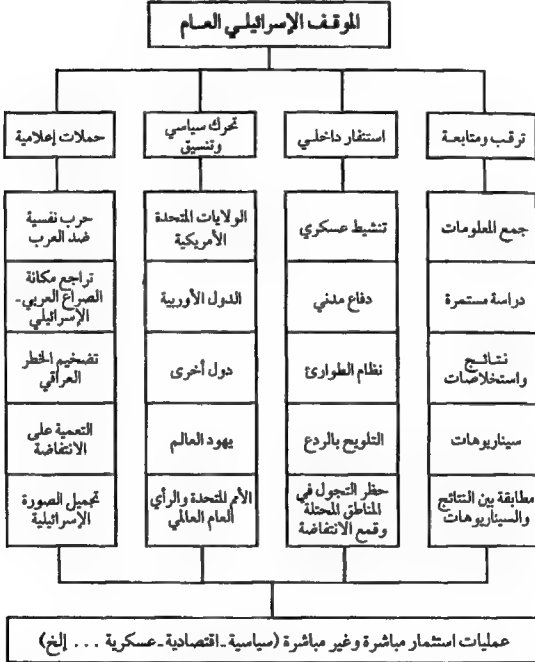 الموقف الإسرائيلي العام
ترقب ومتابعة
استنفار داخلي
تحرك سياسي
وتنسيق
حملات إعلامية
جمع المعلومات
دراسة مستمرة
نتائج
واستخلاصات
سيناريوهات
مطابقة بين النتائج
والسيناريوهات
تنشيط عسكري
دفاع مدني
نظام الطوارئ
التلويح بالردع
حظر التجول في
المناطق المحتلة
وقمع الانتفاضة
الولايات المتحدة
الأمريكية
الدول الأوربية
دول أخرى
يهود العالم
الأمم المتحدة والرأي
العام العالمي
حرب نفسية
ضد العرب
تراجع مكانة
الصراع العربي-
الإسرائيلي
تضخيم الخطر
العراقي
التعمية على
الانتفاضة
تجميل الصورة
الإسرائيلية
عمليات استثمار مباشرة وغير مباشرة (سياسية-اقتصادية-عسكرية ... إلخ)